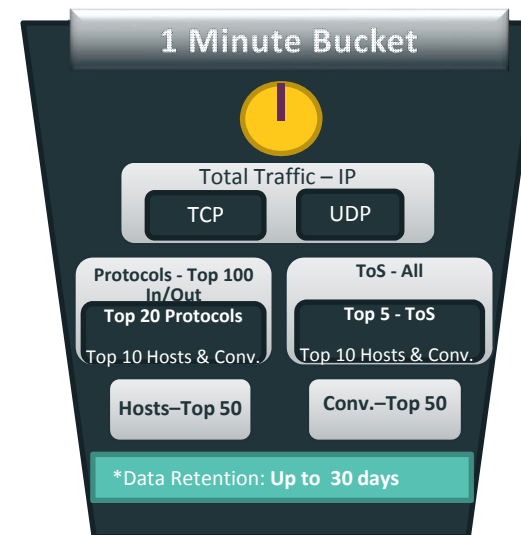 1 Minute Bucket
Total Traffic – IP
TCP
UDP
Protocols - Top 100
In/Out
Top 20 Protocols
Top 10 Hosts & Conv.
ToS - All
Top 5 - ToS
Top 10 Hosts & Conv.
Hosts–Top 50
Conv.–Top 50
*Data Retention: Up to 30 days